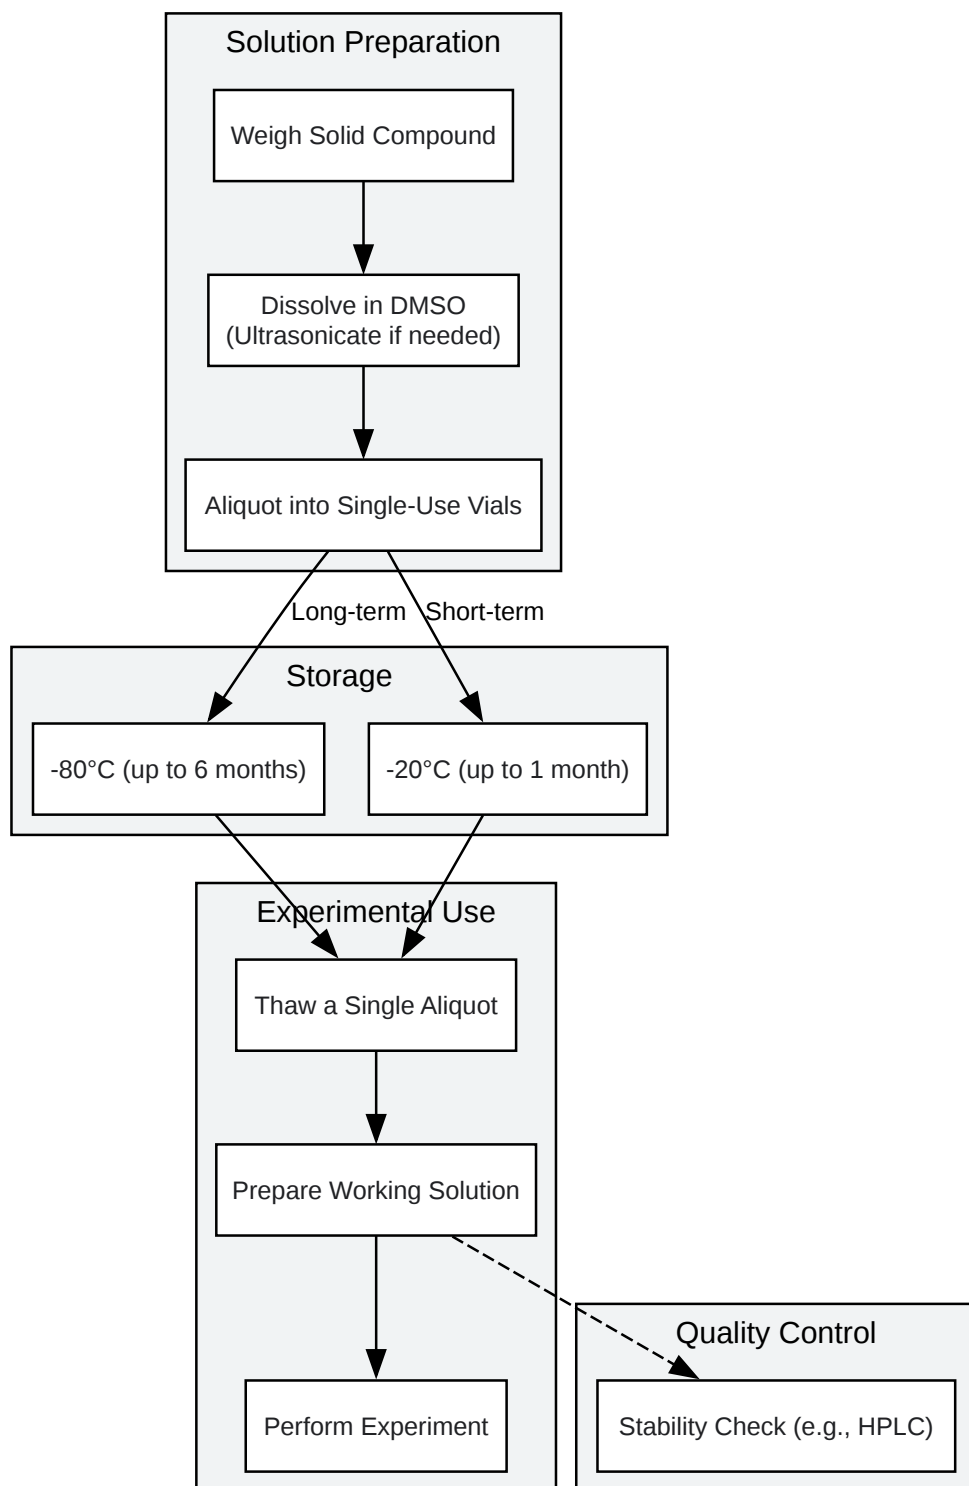 Solution Preparation
Weigh Solid Compound
Dissolve in DMSO
(Ultrasonicate if needed)
Aliquot into Single-Use Vials
Long-term
Short-term
Storage
-80°C (up to 6 months)
-20°C (up to 1 month)
Experimental Use
Thaw a Single Aliquot
Prepare Working Solution
Quality Control
Perform Experiment
Stability Check (e.g., HPLC)